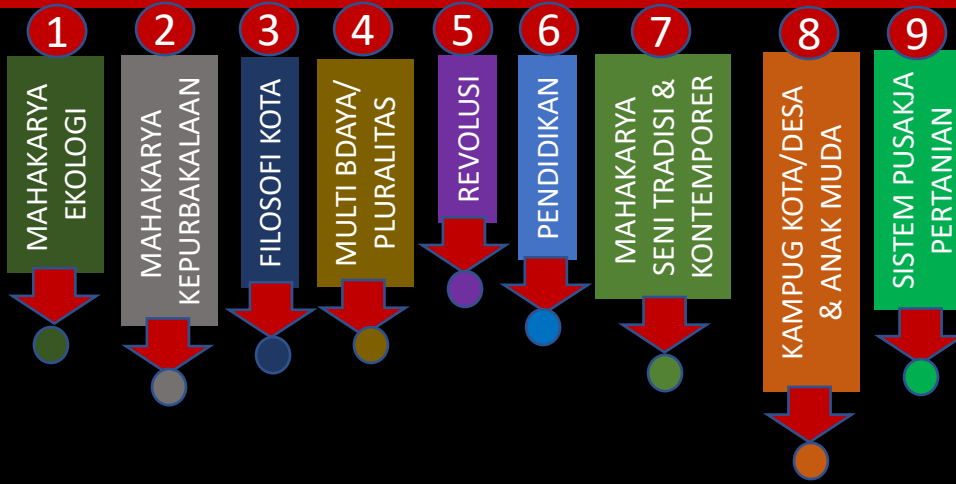 1
MAHAKARYA
EKOLOGI
2
MAHAKARYA
KEPURBAKALAAN
3
FILOSOFI KOTA
4
MULTI BDAYA/
PLURALITAS
5
REVOLUSI
6
PENDIDIKAN
7
MAHAKARYA
SENI TRADISI &
KONTEMPORER
8
KAMPUG KOTA/DESA
& ANAK MUDA
9
SISTEM PUSAKJA
PERTANIAN